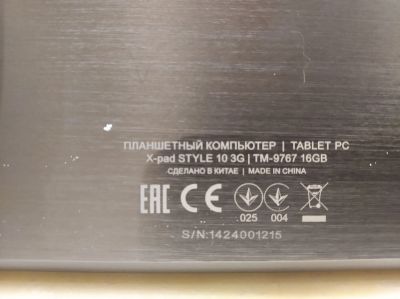 ПЛАНШЕТНЫЙ КОМПЬЮТЕР | TABLET PC
X-pad STYLE 10 3G | TM-9767 16GB
СДЕЛАНО В КИТАЕ | MADE IN CHINA
EAC CE
.025 004
S/N:1424001215